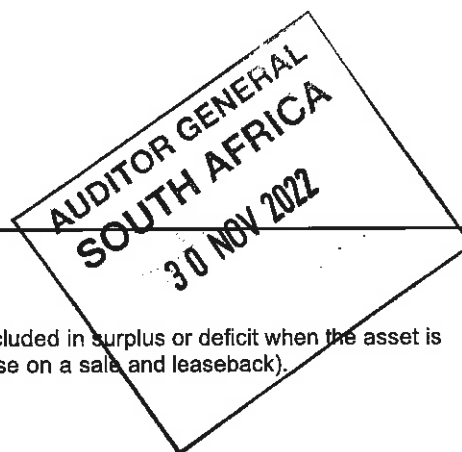 AUDITOR GENERAL
SOUTH AFRICA
30 NOV 2022
cluded in surplus or deficit when the asset is
se on a sale and leaseback).